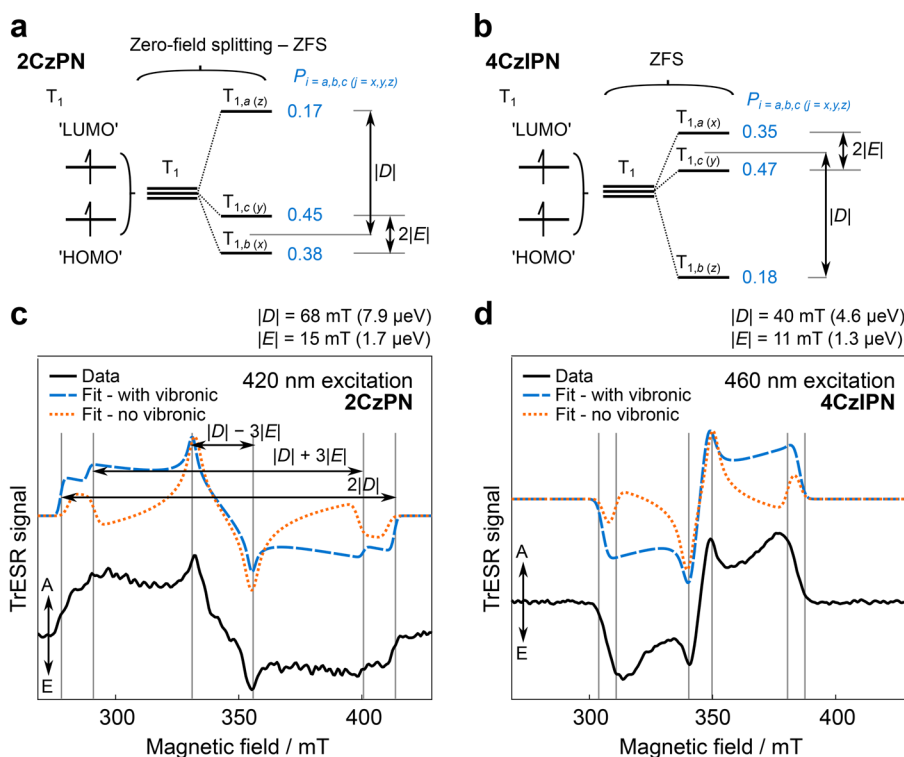 a
2CzPN
Zero-field splitting – ZFS
P i = a,b,c (j = x,y,z)
T1
'LUMO'
'HOMO'
T1
T1,a (z)
0.17
|D|
T1,c (y)
0.45
2|E|
T1,b (x)
0.38
b
4CzIPN
ZFS
P i = a,b,c (j = x,y,z)
T1
'LUMO'
'HOMO'
T1
T1,a (x)
0.35
2|E|
T1,c (y)
0.47
|D|
T1,b (z)
0.18
c
|D| = 68 mT (7.9 µeV)
|E| = 15 mT (1.7 µeV)
Data
Fit - with vibronic
Fit - no vibronic
420 nm excitation
2CzPN
|D| − 3|E|
|D| + 3|E|
2|D|
TrESR signal
A
E
300
350
400
Magnetic field / mT
d
|D| = 40 mT (4.6 µeV)
|E| = 11 mT (1.3 µeV)
Data
Fit - with vibronic
Fit - no vibronic
460 nm excitation
4CzIPN
TrESR signal
A
E
300
350
400
Magnetic field / mT